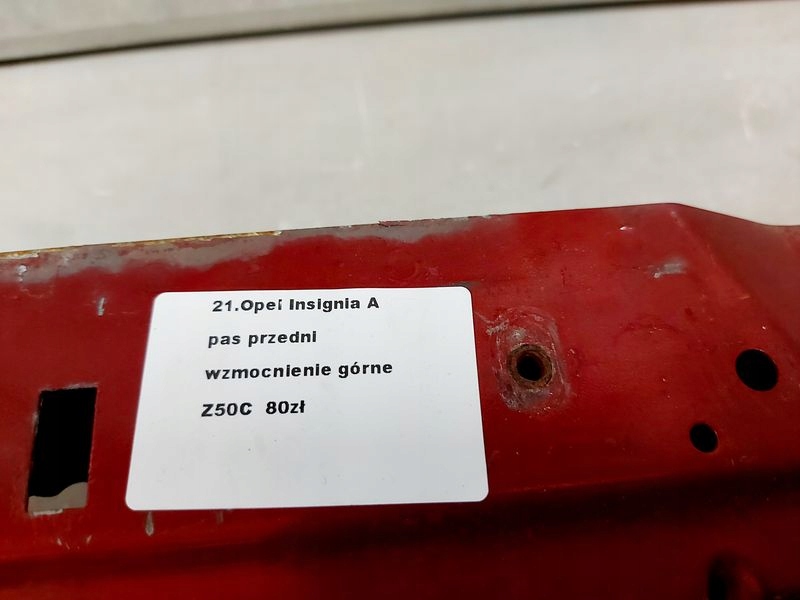 21.Opel Insignia A
pas przedni
wzmocnienie górne
Z50C 80zł